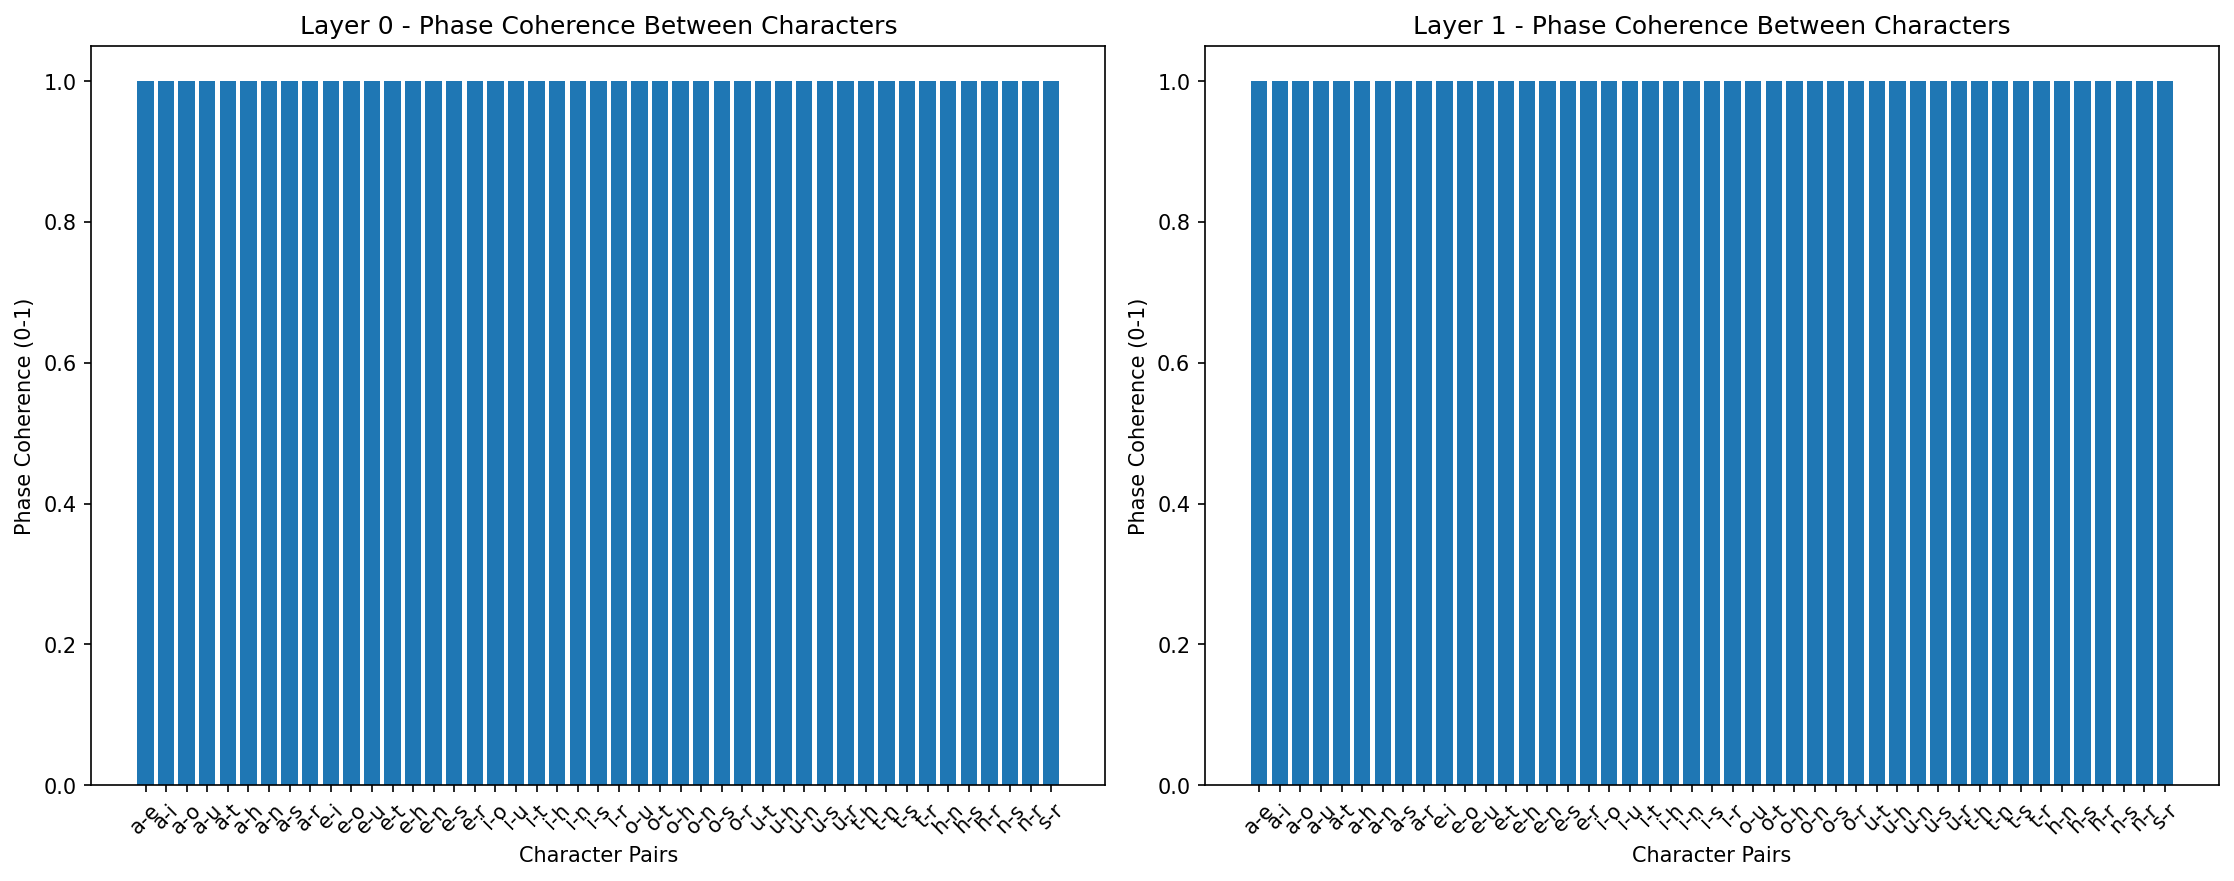 Layer 0 - Phase Coherence Between Characters
Phase Coherence (0-1)
1.0
0.8
0.6
0.4
0.2
0.0
a-e a-i a-o a-u a-t a-h a-n a-s a-r e-i e-o e-u e-t e-h e-n e-s e-r i-o i-u i-t i-h i-n i-s i-r o-u o-t o-h o-n o-s o-r u-t u-h u-n u-s u-r t-h t-n t-s t-r h-n h-s h-r n-s n-r s-r
Character Pairs
Layer 1 - Phase Coherence Between Characters
Phase Coherence (0-1)
1.0
0.8
0.6
0.4
0.2
0.0
a-e a-i a-o a-u a-t a-h a-n a-s a-r e-i e-o e-u e-t e-h e-n e-s e-r i-o i-u i-t i-h i-n i-s i-r o-u o-t o-h o-n o-s o-r u-t u-h u-n u-s u-r t-h t-n t-s t-r h-n h-s h-r n-s n-r s-r
Character Pairs